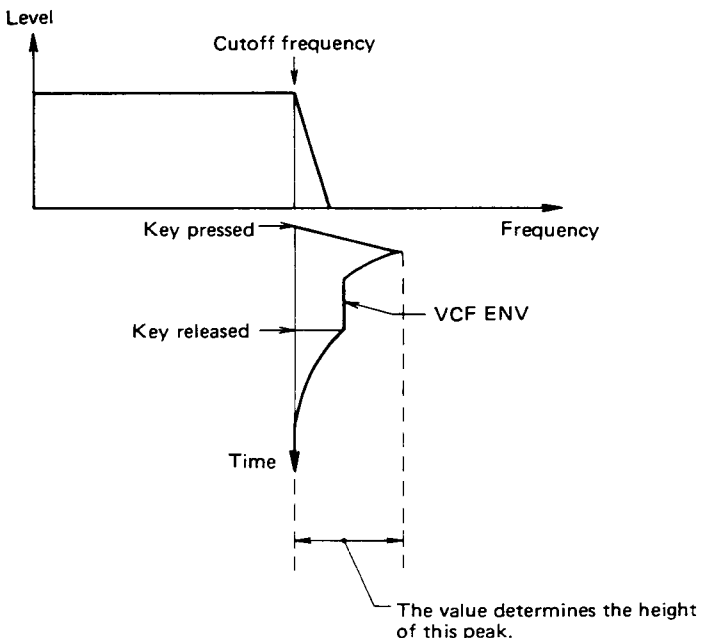 Level
Cutoff frequency
Frequency
Key pressed
VCF ENV
Key released
Time
The value determines the height
of this peak.